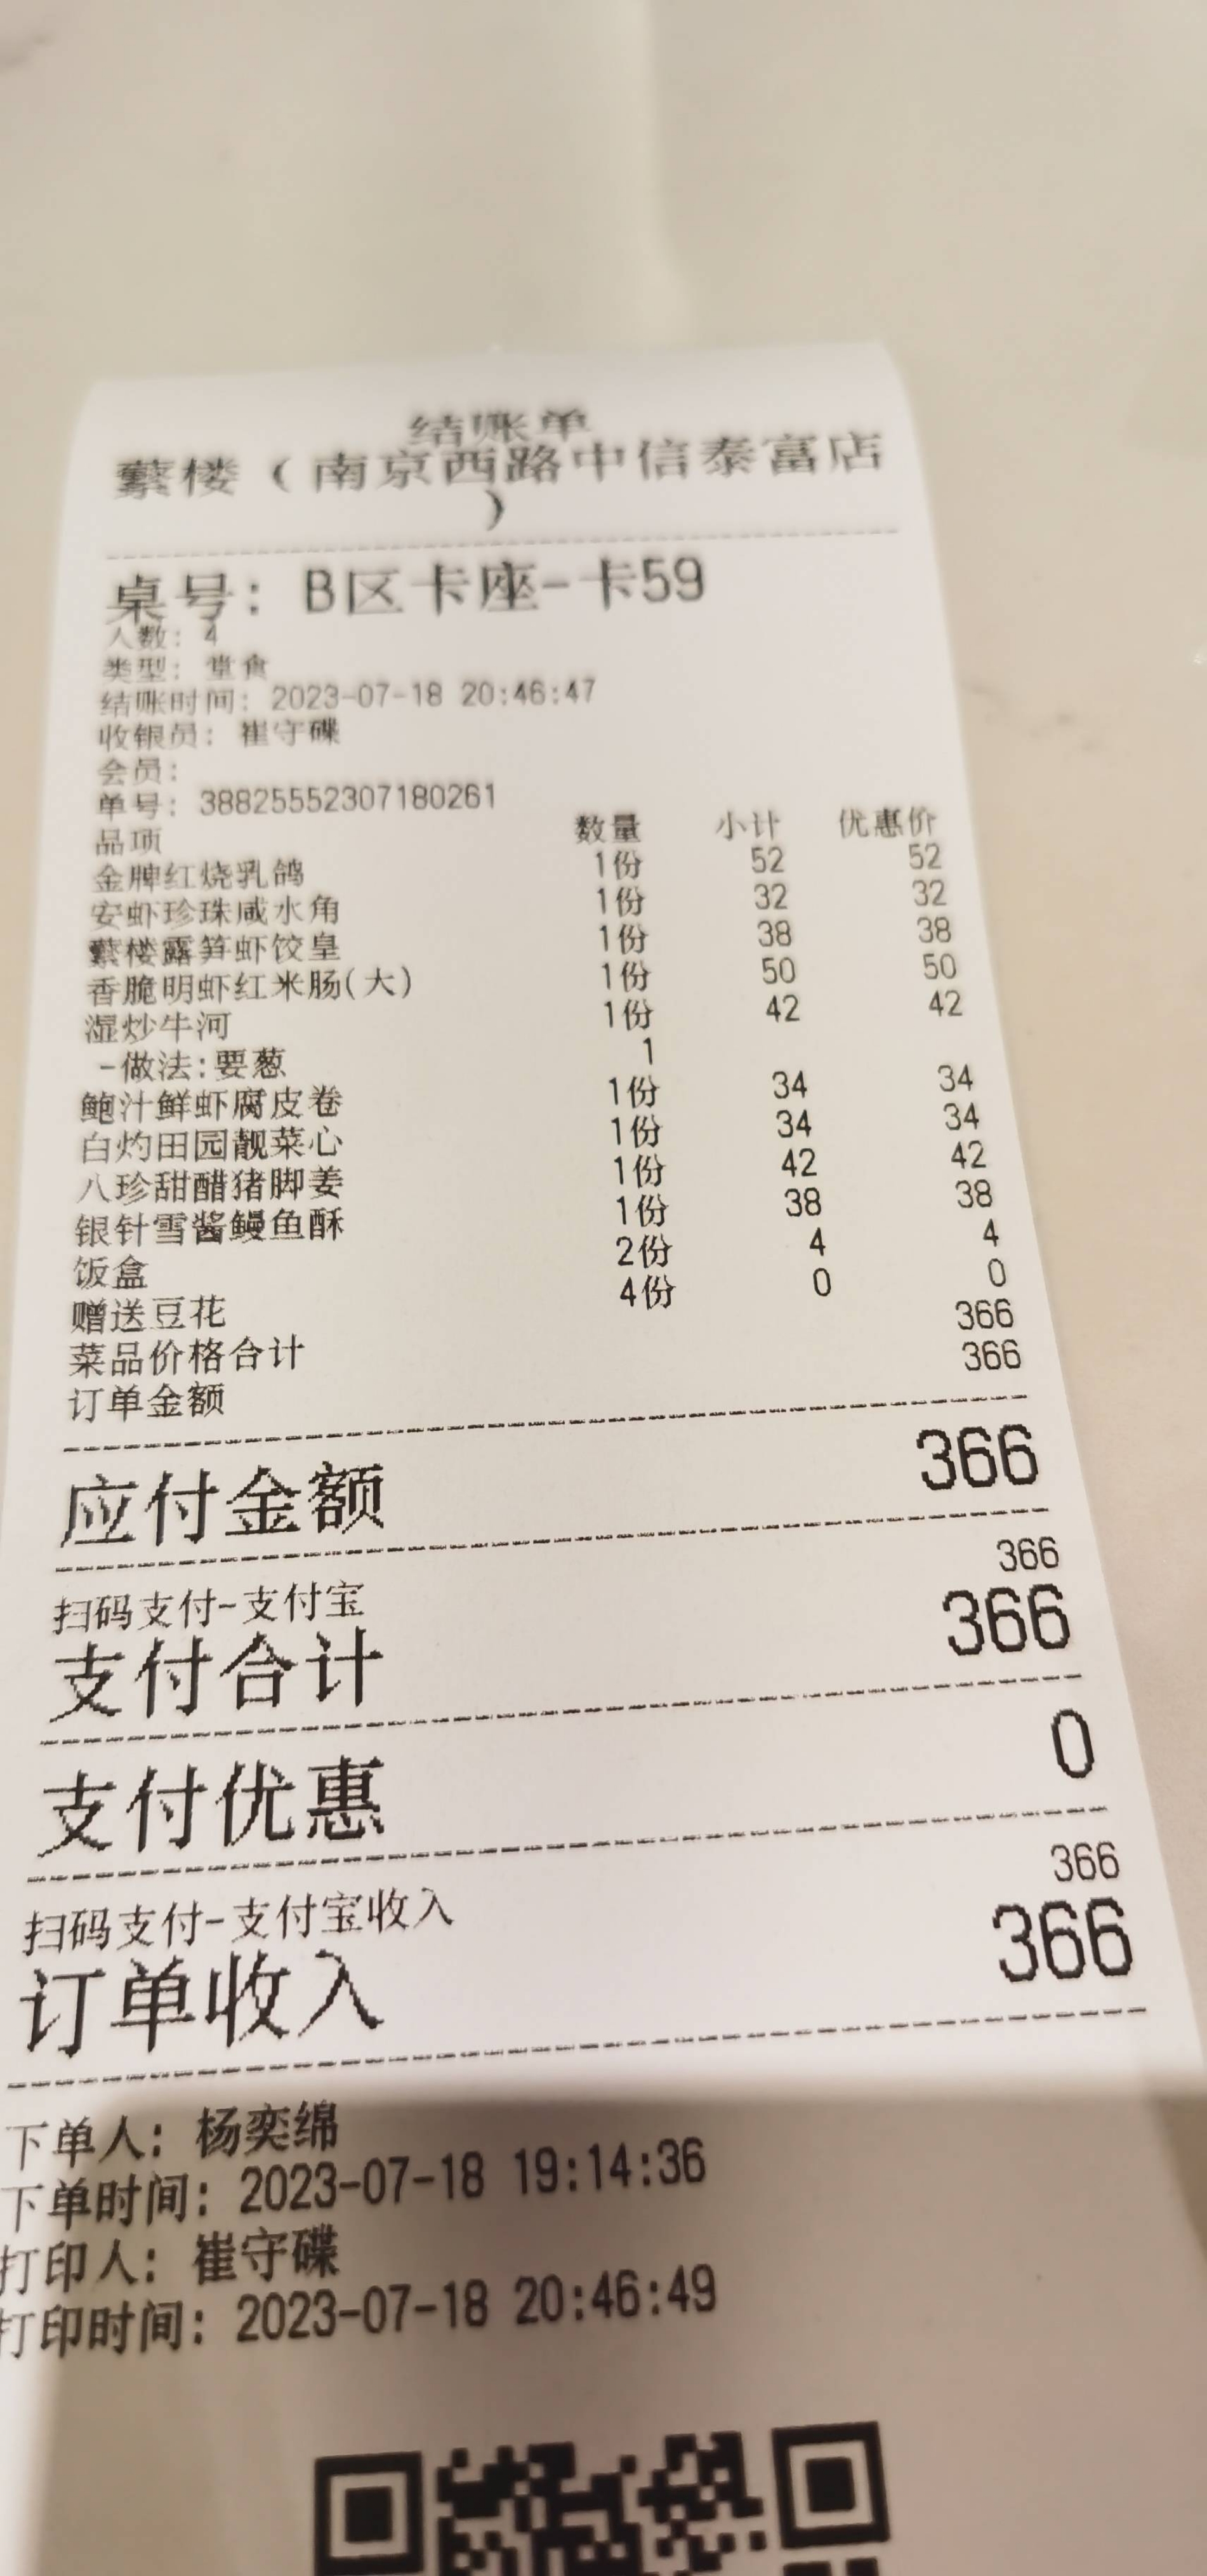 结账单
蘩楼（南京西路中信泰富店
）
桌号: B区卡座-卡59
人数: 4
类型: 堂食
结账时间: 2023-07-18 20:46:47
收银员: 崔守碟
会员:
单号: 38825552307180261
品项 数量 小计 优惠价
金牌红烧乳鸽 1份 52 52
安虾珍珠咸水角 1份 32 32
蘩楼露笋虾饺皇 1份 38 38
香脆明虾红米肠(大) 1份 50 50
湿炒牛河 1份 42 42
-做法:要葱 1
鲍汁鲜虾腐皮卷 1份 34 34
白灼田园靓菜心 1份 34 34
八珍甜醋猪脚姜 1份 42 42
银针雪酱鳗鱼酥 1份 38 38
饭盒 2份 4 4
赠送豆花 4份 0 0
菜品价格合计 366
订单金额 366
应付金额 366
扫码支付-支付宝 366
支付合计 366
支付优惠 0
扫码支付-支付宝收入 366
订单收入 366
下单人: 杨奕绵
下单时间: 2023-07-18 19:14:36
打印人: 崔守碟
打印时间: 2023-07-18 20:46:49